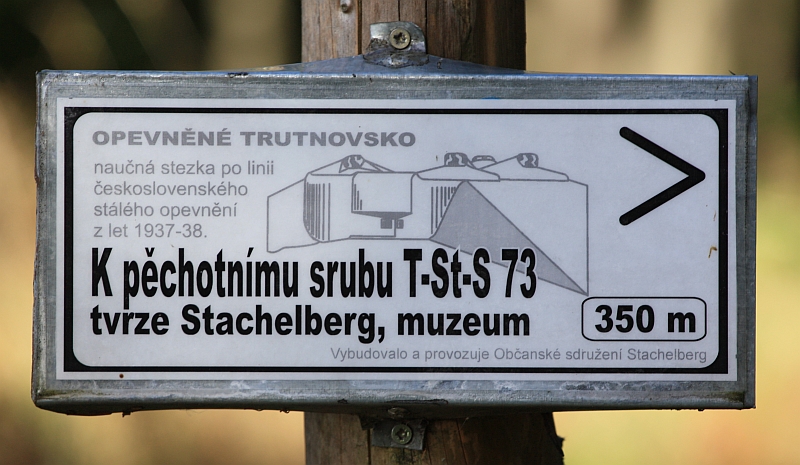 OPEVNĚNÉ TRUTNOVSKO
naučná stezka po linii
československého
stálého opevnění
z let 1937-38.
K pěchotnímu srubu T-St-S 73
tvrze Stachelberg, muzeum
350 m
Vybudovalo a provozuje Občanské sdružení Stachelberg